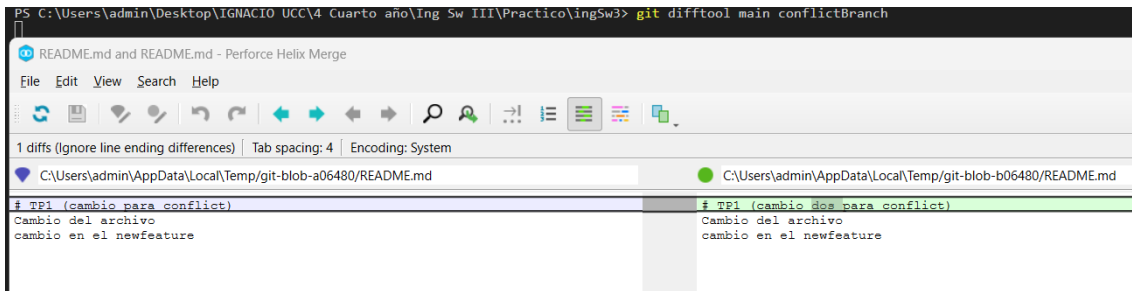 PS C:\Users\admin\Desktop\IGNACIO UCC\4 Cuarto año\Ing Sw III\Practico\ingSw3> git difftool main conflictBranch
README.md and README.md - Perforce Helix Merge
File Edit View Search Help
1 diffs (Ignore line ending differences) Tab spacing: 4 Encoding: System
C:\Users\admin\AppData\Local\Temp/git-blob-a06480/README.md
C:\Users\admin\AppData\Local\Temp/git-blob-b06480/README.md
# TP1 (cambio para conflict)
Cambio del archivo
cambio en el newfeature
# TP1 (cambio dos para conflict)
Cambio del archivo
cambio en el newfeature